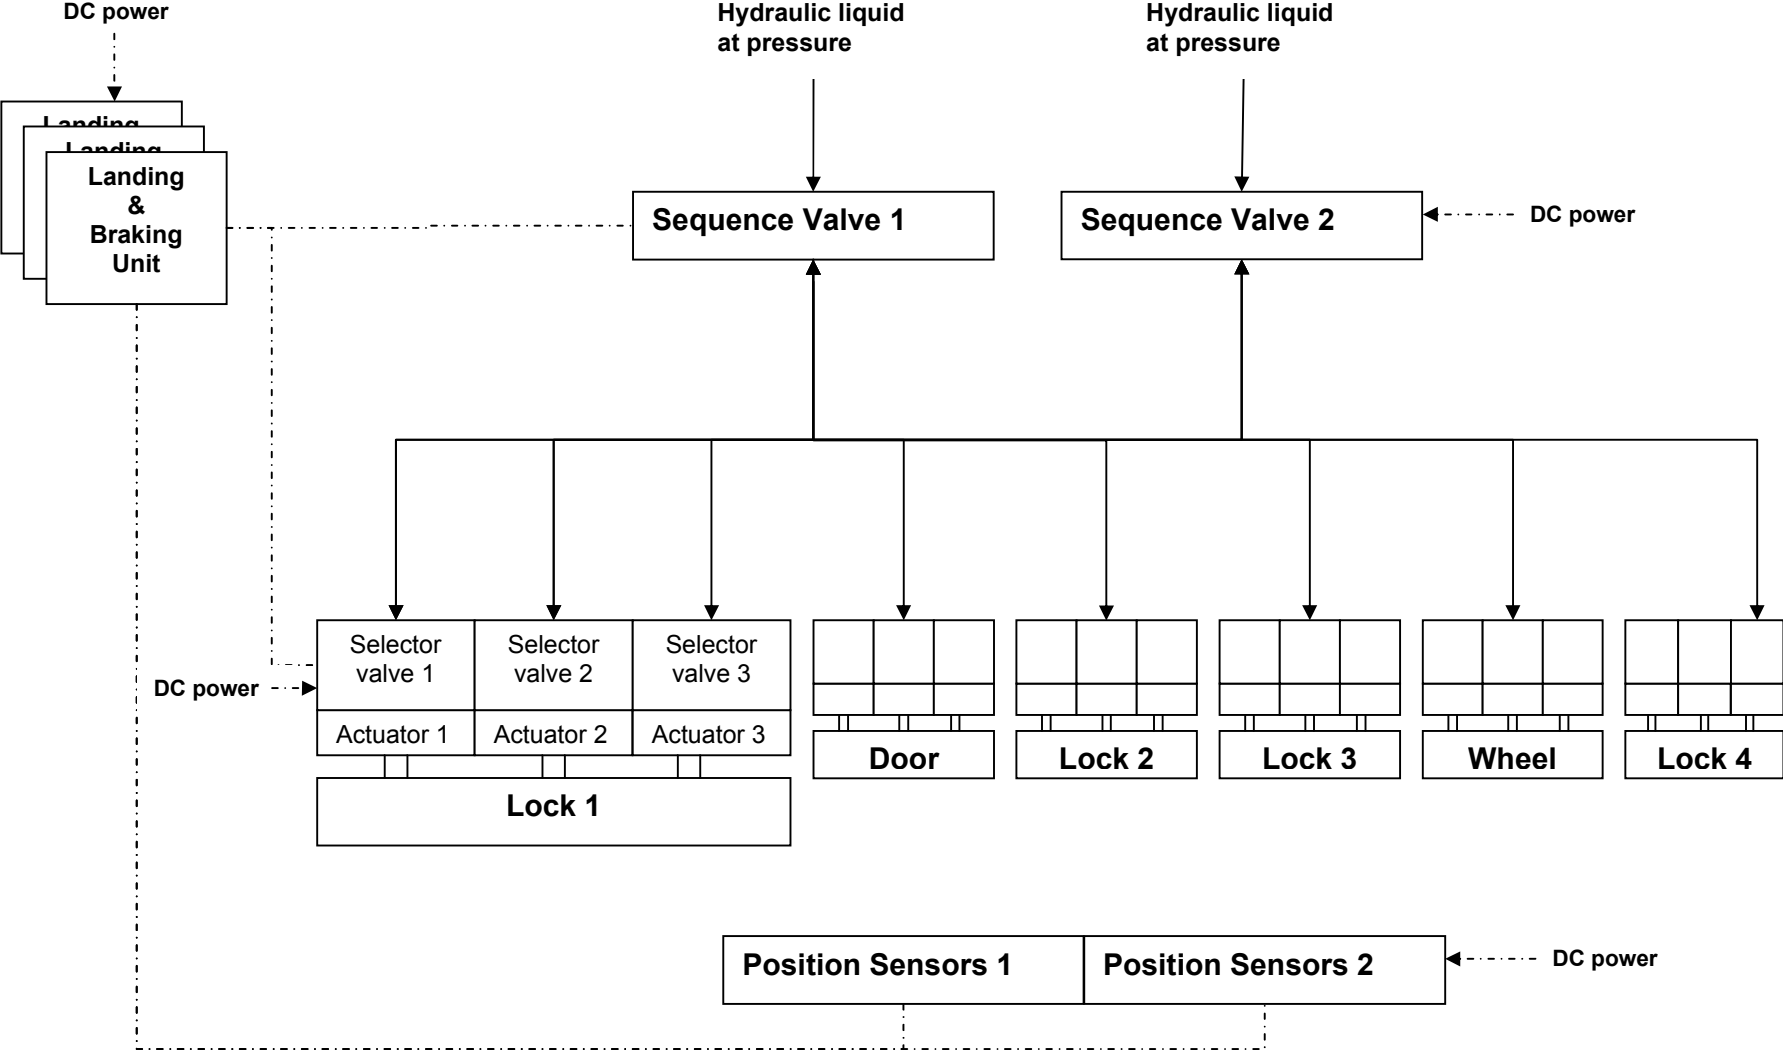 DC power
Hydraulic liquid
at pressure
Hydraulic liquid
at pressure
Landing
Landing
Landing
&
Braking
Unit
Sequence Valve 1
Sequence Valve 2
DC power
Selector
valve 1
Selector
valve 2
Selector
valve 3
DC power
Actuator 1
Actuator 2
Actuator 3
Door
Lock 2
Lock 3
Wheel
Lock 4
Lock 1
Position Sensors 1
Position Sensors 2
DC power